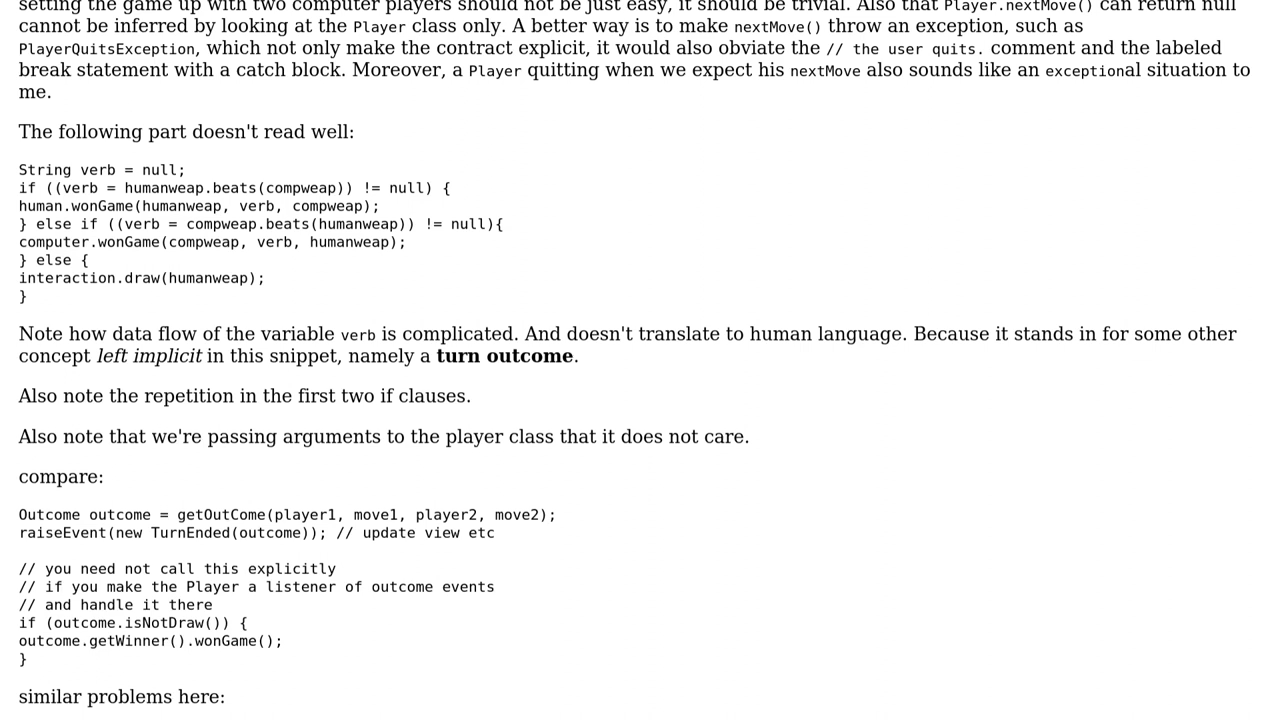 setting the game up with two computer players should not be just easy, it should be trivial. Also that Player.nextMove() can return null
cannot be inferred by looking at the Player class only. A better way is to make nextMove() throw an exception, such as
PlayerQuitsException, which not only make the contract explicit, it would also obviate the // the user quits. comment and the labeled
break statement with a catch block. Moreover, a Player quitting when we expect his nextMove also sounds like an exceptional situation to
me.
The following part doesn't read well:
String verb = null;
if ((verb = humanweap.beats(compweap)) != null) {
human.wonGame(humanweap, verb, compweap);
} else if ((verb = compweap.beats(humanweap)) != null){
computer.wonGame(compweap, verb, humanweap);
} else {
interaction.draw(humanweap);
}
Note how data flow of the variable verb is complicated. And doesn't translate to human language. Because it stands in for some other
concept left implicit in this snippet, namely a turn outcome.
Also note the repetition in the first two if clauses.
Also note that we're passing arguments to the player class that it does not care.
compare:
Outcome outcome = getOutCome(player1, move1, player2, move2);
raiseEvent(new TurnEnded(outcome)); // update view etc
// you need not call this explicitly
// if you make the Player a listener of outcome events
// and handle it there
if (outcome.isNotDraw()) {
outcome.getWinner().wonGame();
}
similar problems here: